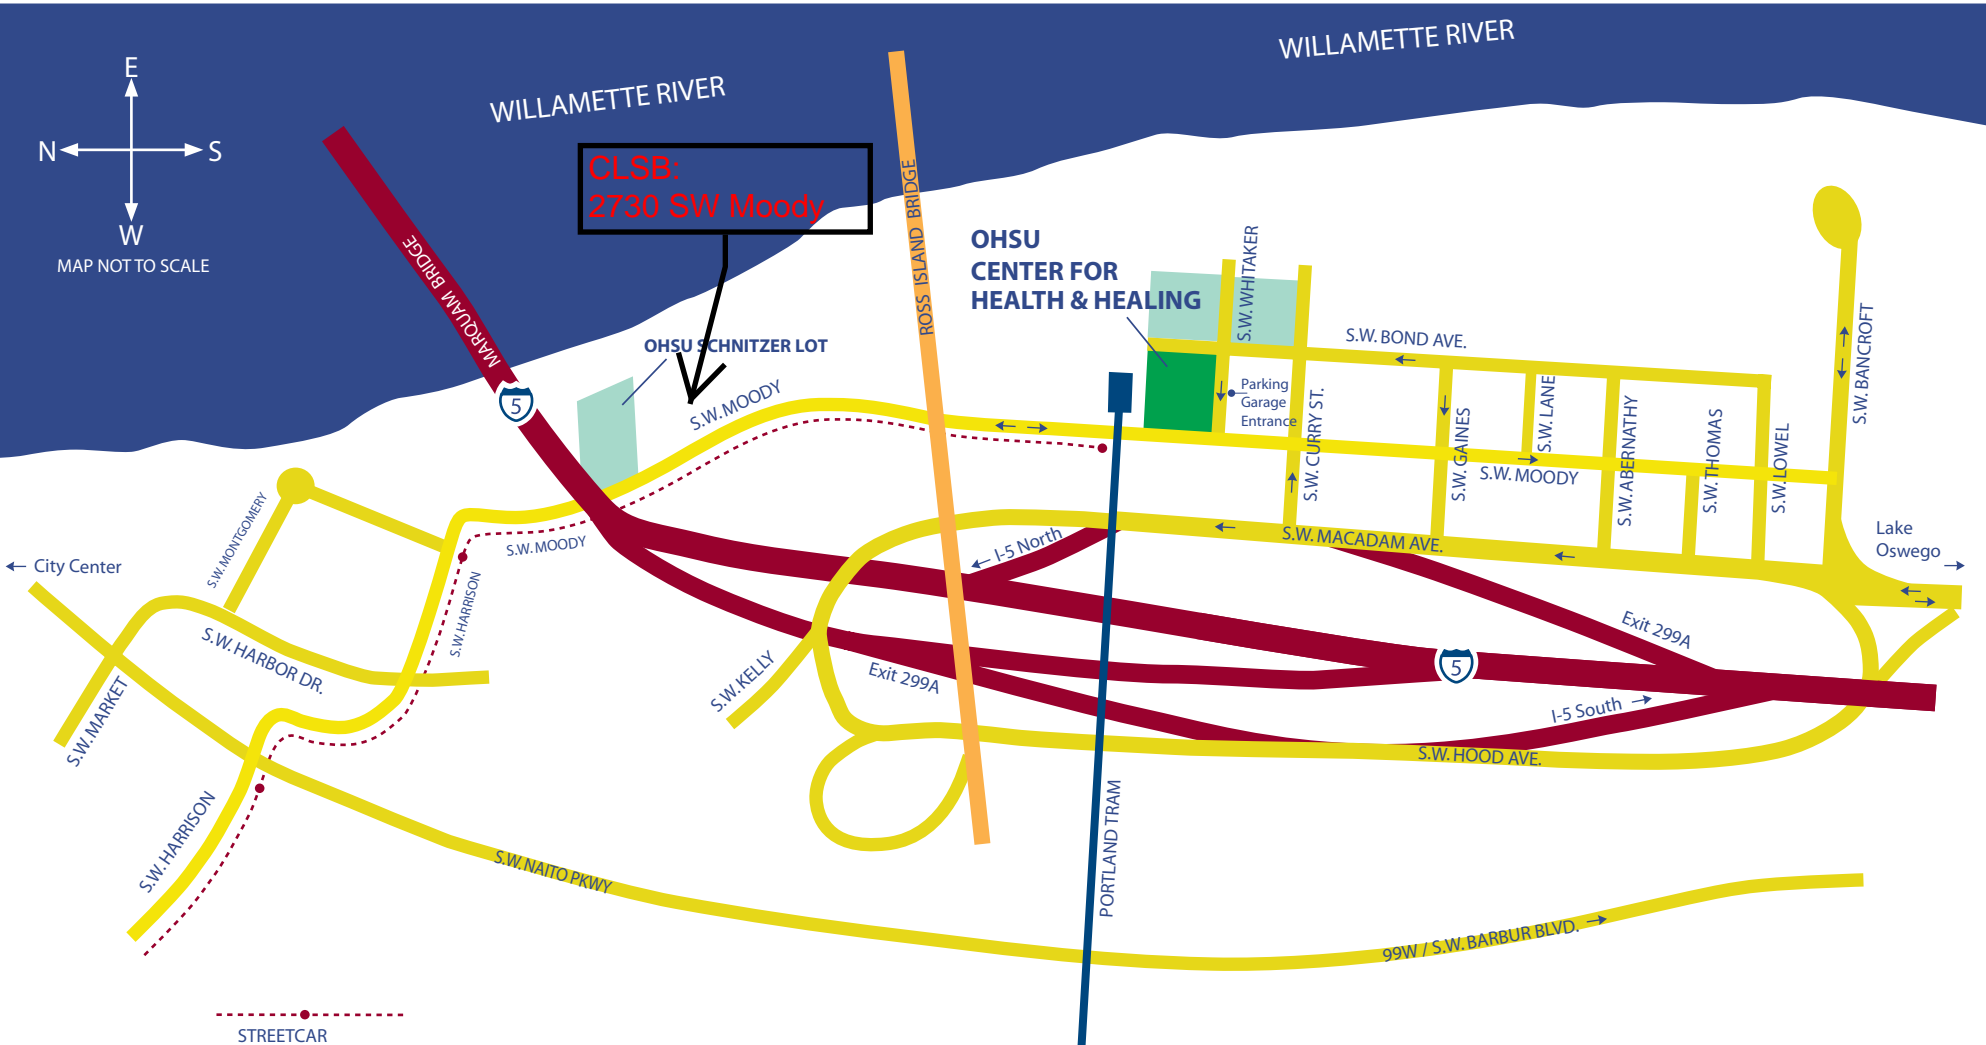 WILLAMETTE RIVER
WILLAMETTE RIVER
E
N
S
W
MAP NOT TO SCALE
CLSB:
2730 SW Moody
MARQUAM BRIDGE
ROSS ISLAND BRIDGE
OHSU
CENTER FOR
HEALTH & HEALING
S.W. WHITAKER
OHSU SCHNITZER LOT
S.W. BOND AVE.
S.W. BANCROFT
5
S.W. MOODY
Parking
Garage
Entrance
S.W. CURRY ST.
S.W. GAINES
S.W. LANE
S.W. ABERNATHY
S.W. THOMAS
S.W. LOWEL
S.W. MOODY
S.W. MONTGOMERY
S.W. MOODY
← I-5 North
S.W. MACADAM AVE.
Lake
Oswego →
← City Center
S.W. HARRISON
S.W. HARBOR DR.
S.W. MARKET
S.W. KELLY
Exit 299A
Exit 299A
5
I-5 South →
S.W. HOOD AVE.
S.W. HARRISON
S.W. NAITO PKWY
PORTLAND TRAM
99W / S.W. BARBUR BLVD. →
STREETCAR